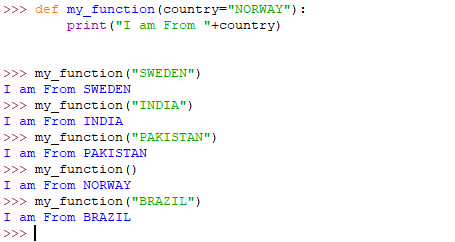 >>> def my_function(country="NORWAY"):
        print("I am From "+country)
>>> my_function("SWEDEN")
I am From SWEDEN
>>> my_function("INDIA")
I am From INDIA
>>> my_function("PAKISTAN")
I am From PAKISTAN
>>> my_function()
I am From NORWAY
>>> my_function("BRAZIL")
I am From BRAZIL
>>>